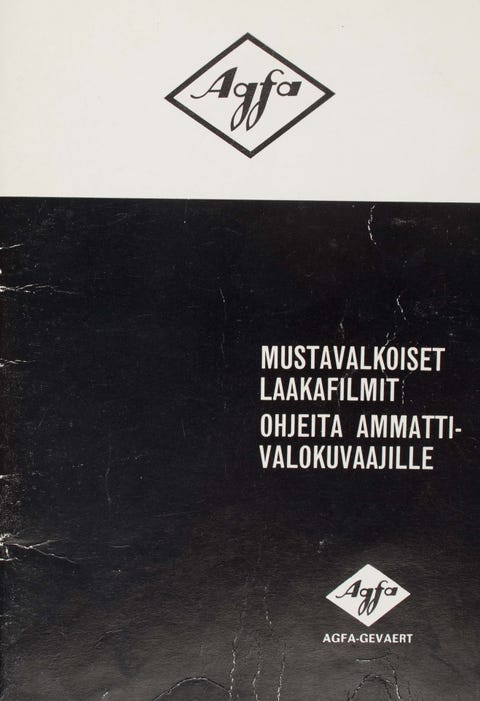 Agfa
MUSTAVALKOISET
LAAKAFILMIT
OHJEITA AMMATTI-
VALOKUVAAJILLE
Agfa
AGFA-GEVAERT